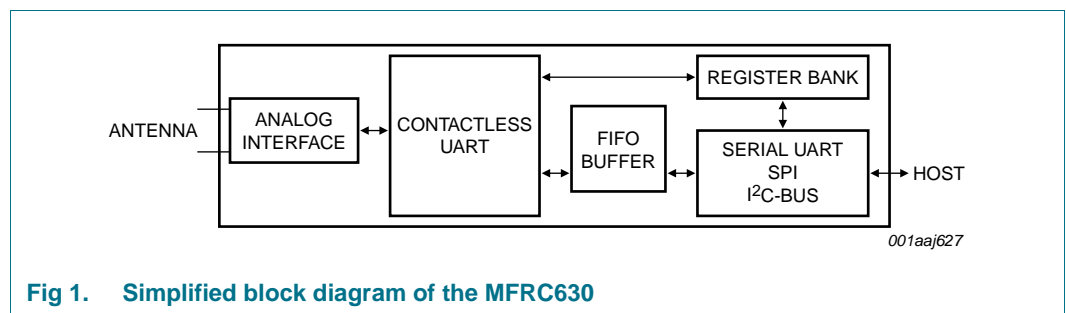 ANTENNA
ANALOG
INTERFACE
CONTACTLESS
UART
FIFO
BUFFER
REGISTER BANK
SERIAL UART
SPI
I²C-BUS
HOST
001aaj627
Fig 1. Simplified block diagram of the MFRC630